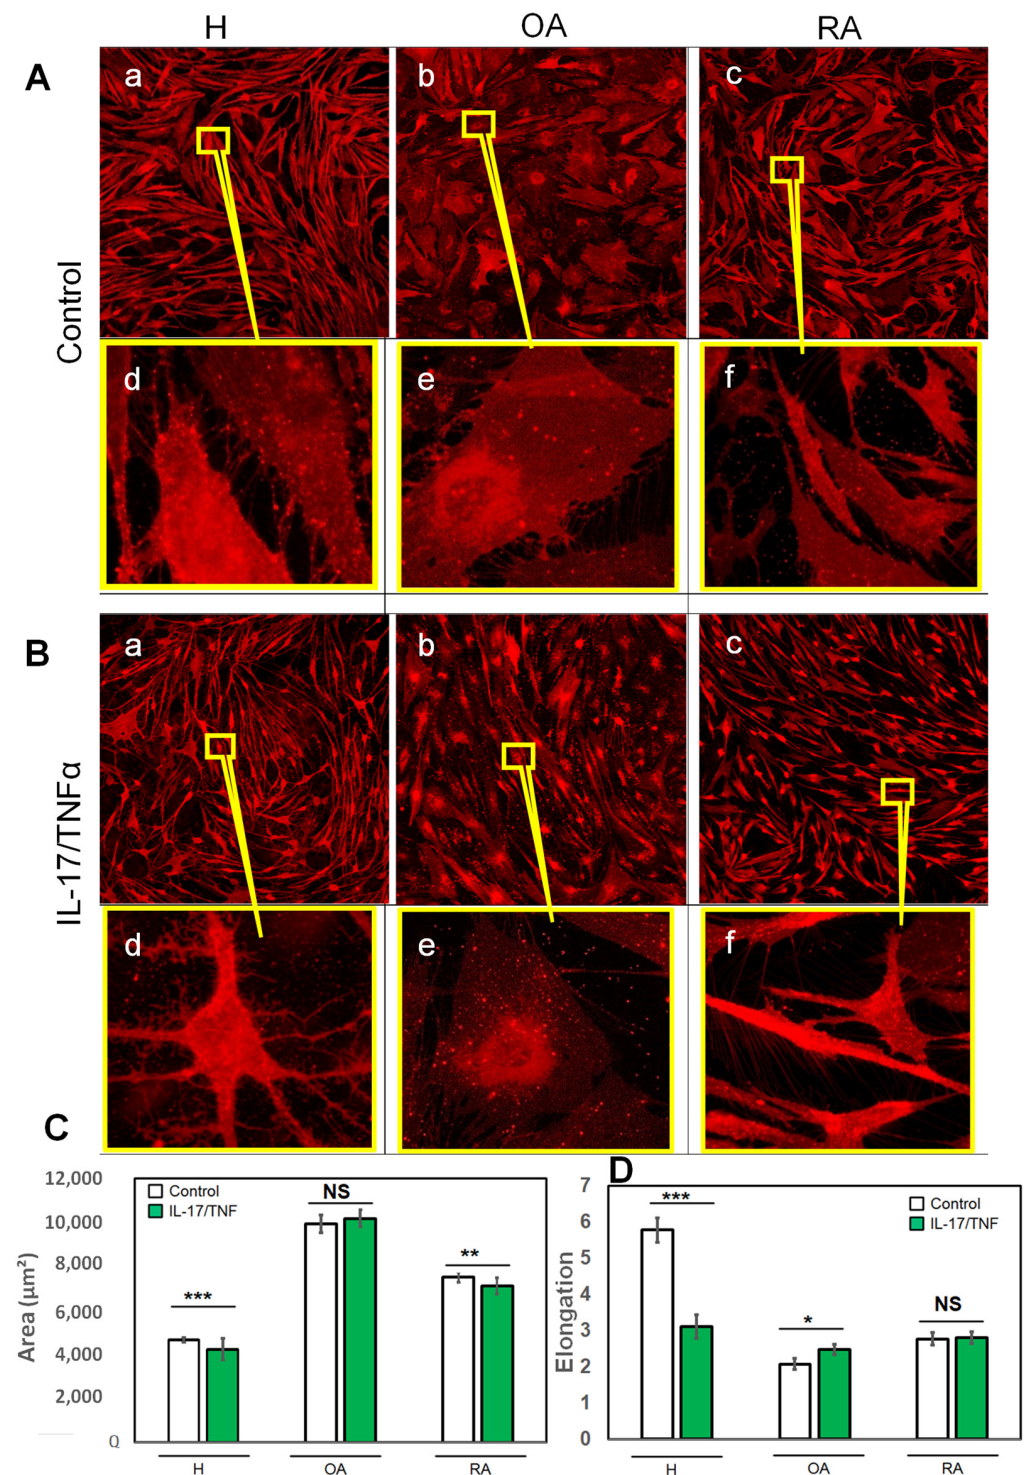 H OA RA
A
a b c
Control
d e f
B
a b c
IL-17/TNFα
d e f
C
12,000
10,000
8,000
6,000
4,000
2,000
0
Area (µm²)
Control
IL-17/TNF
***
NS
**
H OA RA
D
7
6
5
4
3
2
1
0
Elongation
Control
IL-17/TNF
***
*
NS
H OA RA